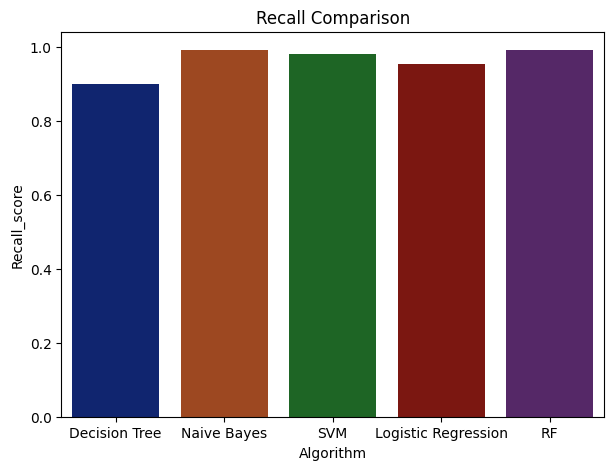 Recall Comparison
Recall_score
1.0
0.8
0.6
0.4
0.2
0.0
Decision Tree Naive Bayes SVM Logistic Regression RF
Algorithm